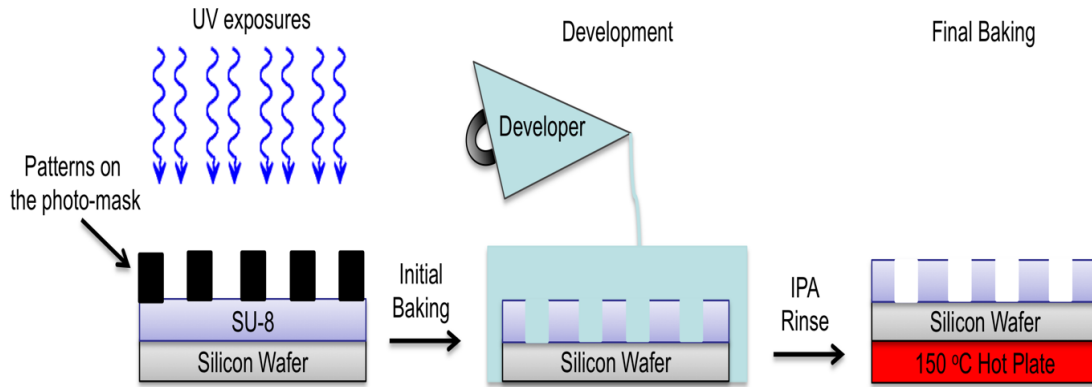 UV exposures
Patterns on
the photo-mask
SU-8
Silicon Wafer
Initial
Baking
Development
Developer
Silicon Wafer
IPA
Rinse
Final Baking
Silicon Wafer
150 ºC Hot Plate